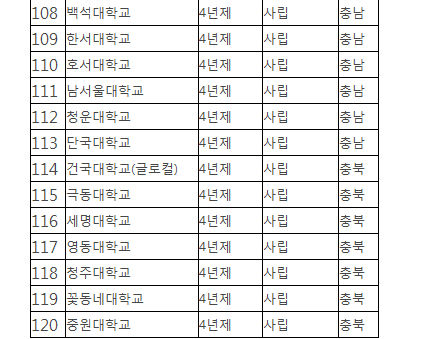 108 백석대학교 4년제 사립 충남
109 한서대학교 4년제 사립 충남
110 호서대학교 4년제 사립 충남
111 남서울대학교 4년제 사립 충남
112 청운대학교 4년제 사립 충남
113 단국대학교 4년제 사립 충남
114 건국대학교(글로컬) 4년제 사립 충북
115 극동대학교 4년제 사립 충북
116 세명대학교 4년제 사립 충북
117 영동대학교 4년제 사립 충북
118 청주대학교 4년제 사립 충북
119 꽃동네대학교 4년제 사립 충북
120 중원대학교 4년제 사립 충북